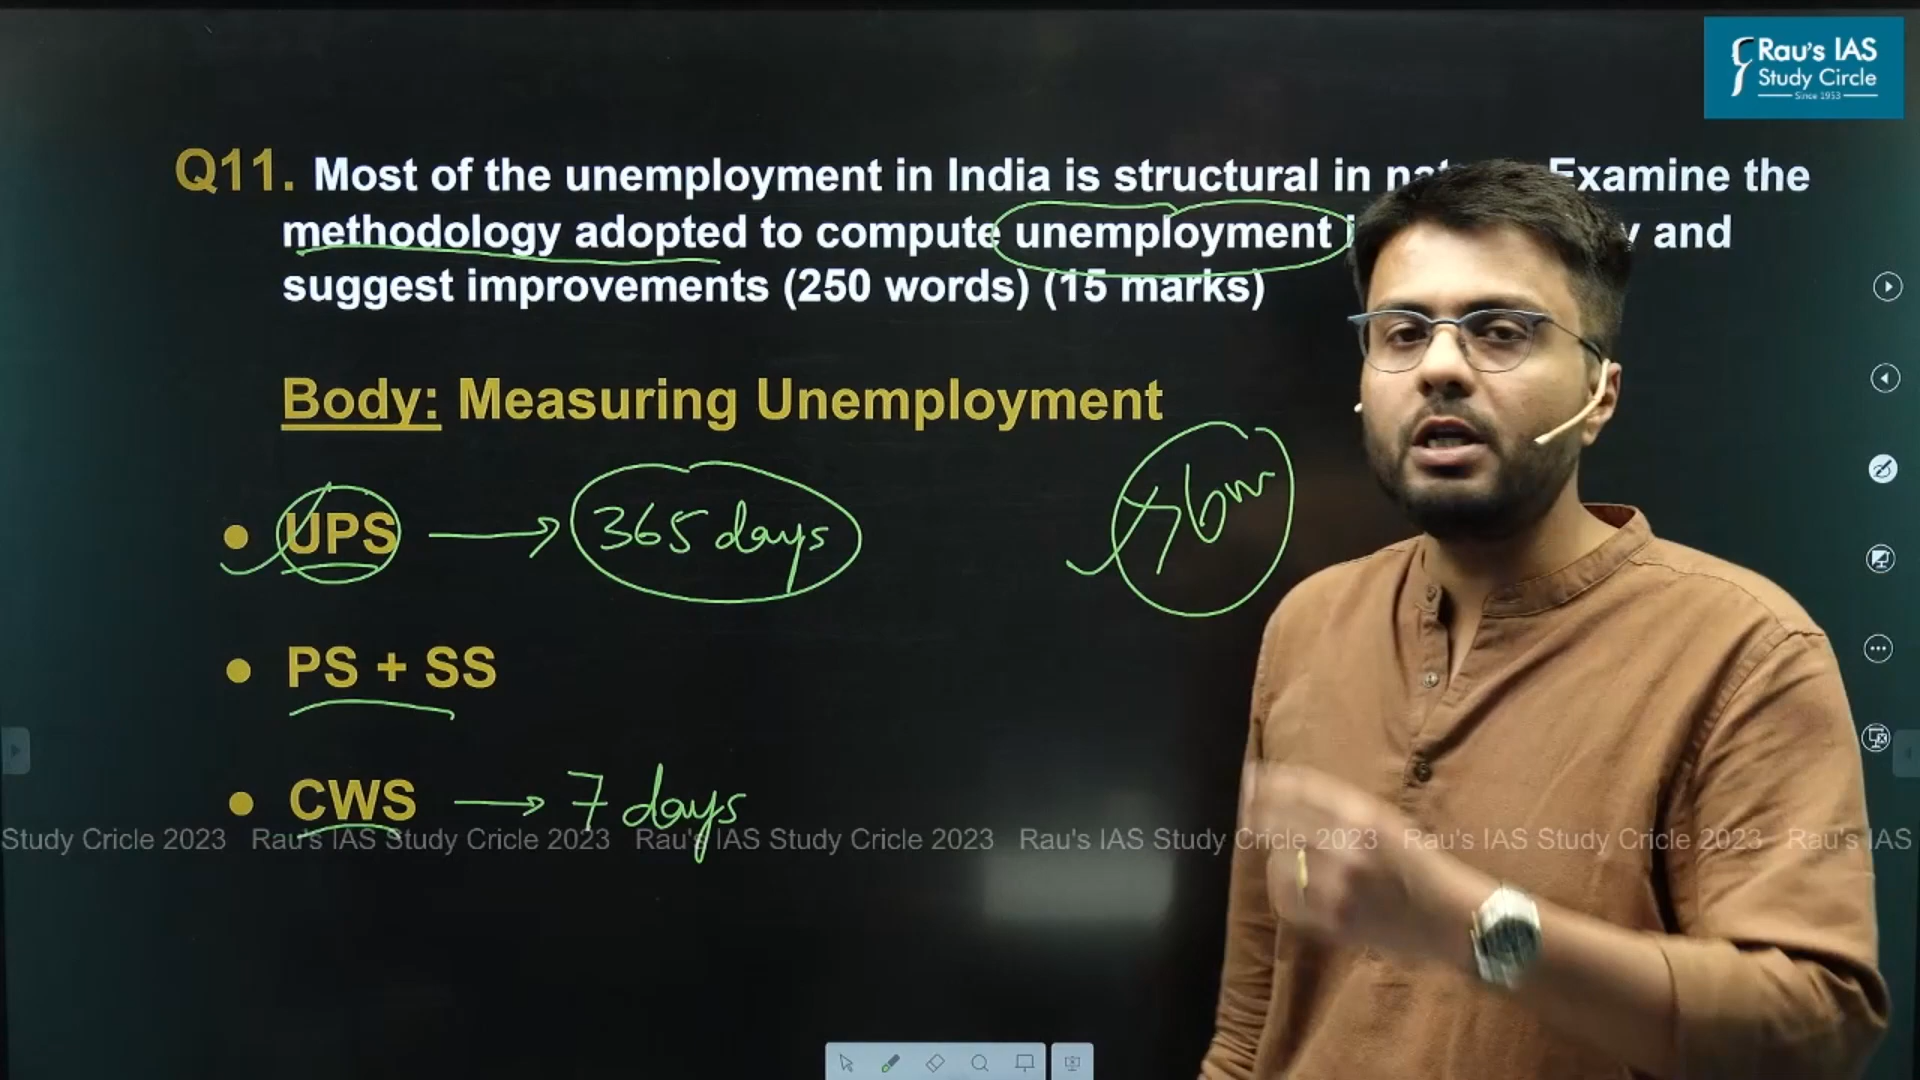 Rau's IAS
Study Circle
Since 1953
Q11. Most of the unemployment in India is structural in Examine the
methodology adopted to compute unemployment and
suggest improvements (250 words) (15 marks)
Body: Measuring Unemployment
UPS → 365 days
PS + SS
CWS → 7 days
Study Cricle 2023 Rau's IAS Study Cricle 2023 Rau's IAS Study Cricle 2023 Rau's IAS Study Cricle 2023 Rau's IAS Study Cricle 2023 Rau's IAS